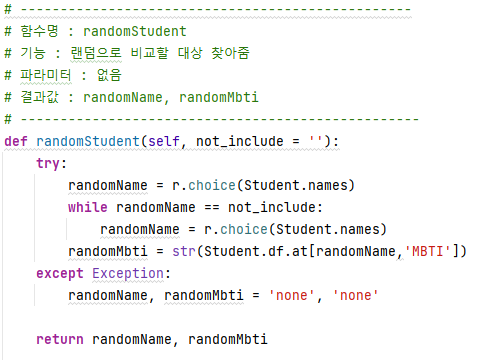 # --------------------------------------------------
# 함수명 : randomStudent
# 기능 : 랜덤으로 비교할 대상 찾아줌
# 파라미터 : 없음
# 결과값 : randomName, randomMbti
# ---------------------------------------------------
def randomStudent(self, not_include = ''):
    try:
        randomName = r.choice(Student.names)
        while randomName == not_include:
            randomName = r.choice(Student.names)
        randomMbti = str(Student.df.at[randomName,'MBTI'])
    except Exception:
        randomName, randomMbti = 'none', 'none'
    return randomName, randomMbti